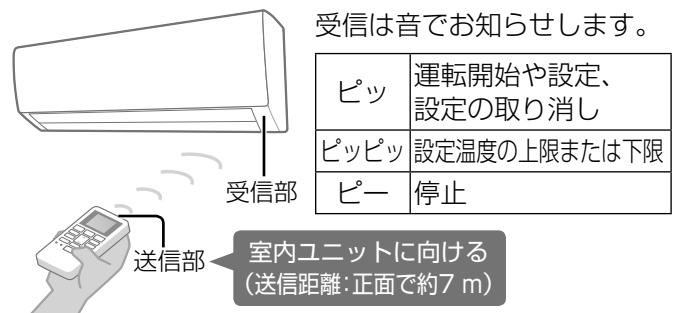 受信は音でお知らせします。
ピッ
運転開始や設定、
設定の取り消し
ピッピッ
設定温度の上限または下限
ピー
停止
受信部
送信部
室内ユニットに向ける
（送信距離：正面で約7 m）